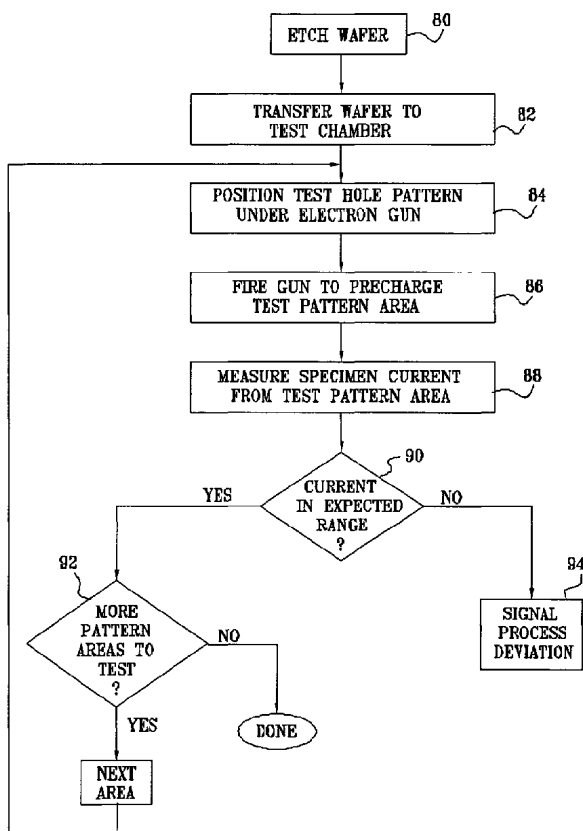 ETCH WAFER
80
TRANSFER WAFER TO
TEST CHAMBER
82
POSITION TEST HOLE PATTERN
UNDER ELECTRON GUN
84
FIRE GUN TO PRECHARGE
TEST PATTERN AREA
86
MEASURE SPECIMEN CURRENT
FROM TEST PATTERN AREA
88
90
CURRENT
IN EXPECTED
RANGE
?
YES
NO
92
MORE
PATTERN
AREAS TO
TEST
?
NO
94
SIGNAL
PROCESS
DEVIATION
YES
DONE
NEXT
AREA